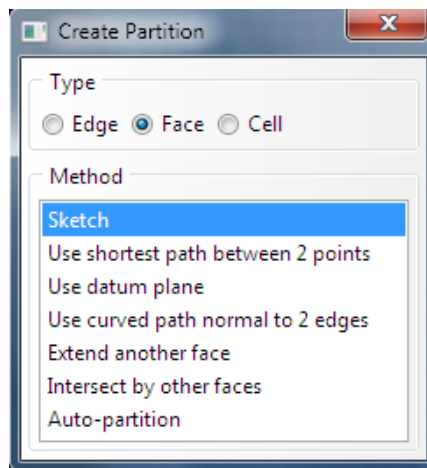 Create Partition
Type
Edge Face Cell
Method
Sketch
Use shortest path between 2 points
Use datum plane
Use curved path normal to 2 edges
Extend another face
Intersect by other faces
Auto-partition